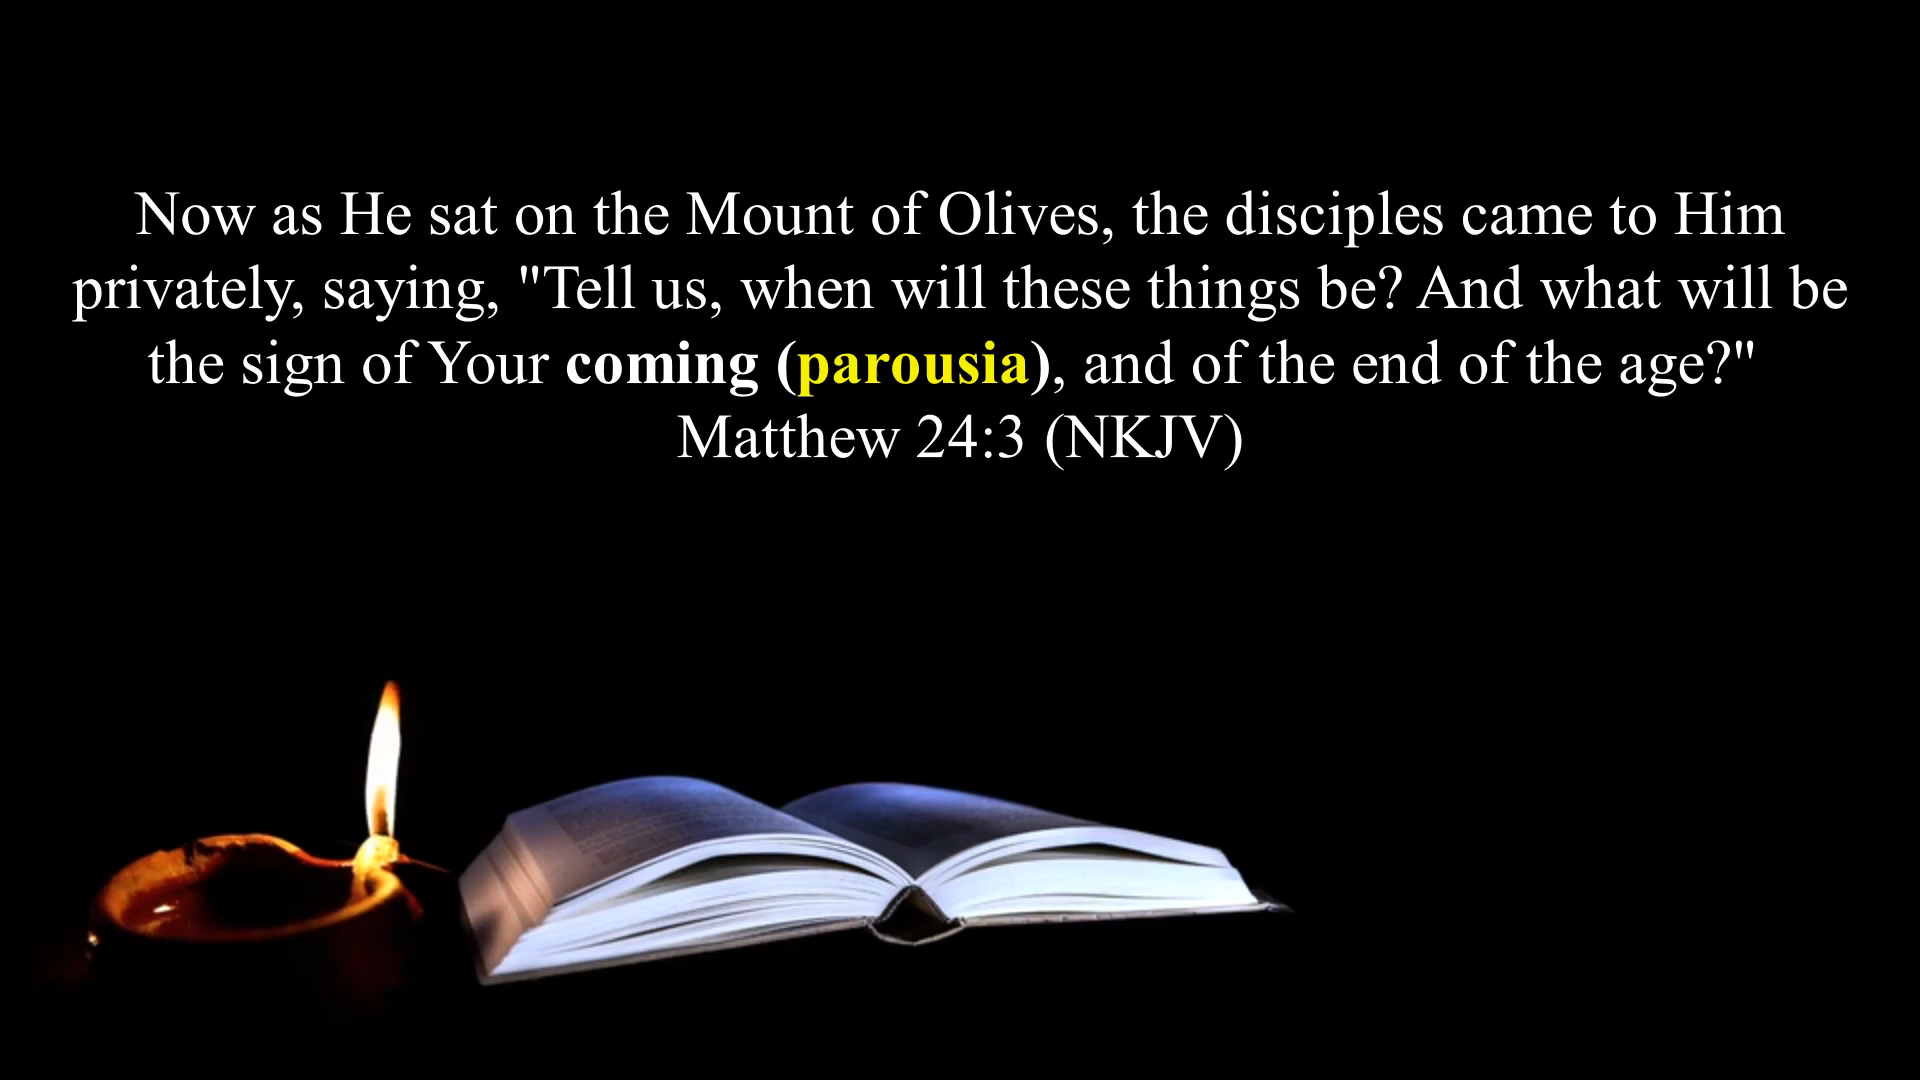 Now as He sat on the Mount of Olives, the disciples came to Him
privately, saying, "Tell us, when will these things be? And what will be
the sign of Your coming (parousia), and of the end of the age?"
Matthew 24:3 (NKJV)